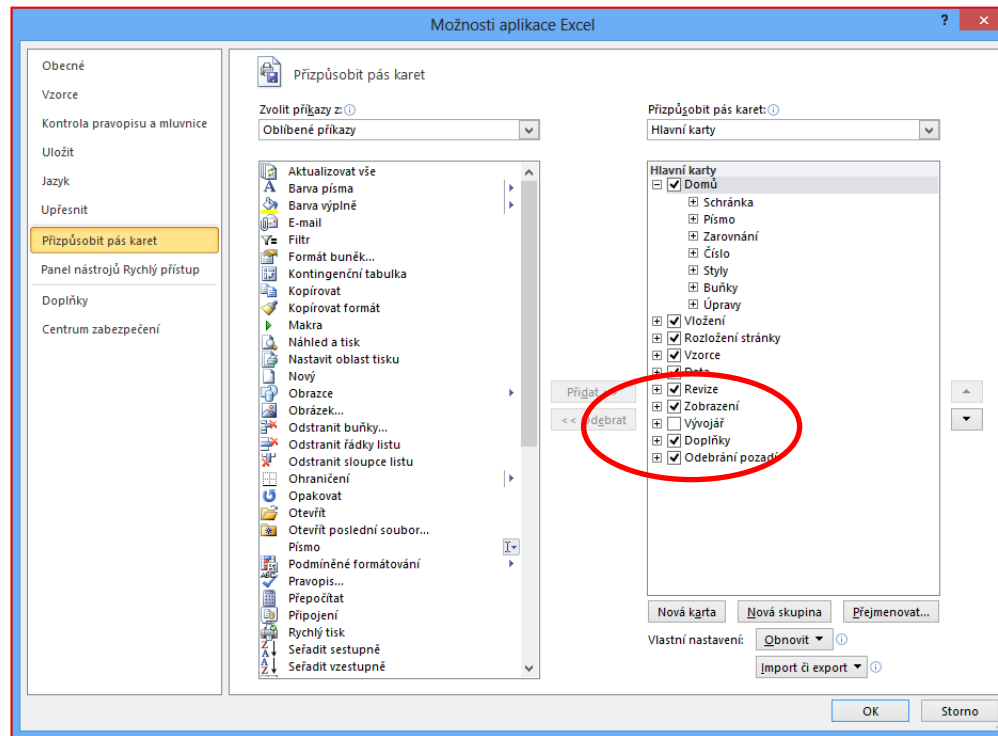 Možnosti aplikace Excel
?
x
Obecné
Vzorce
Kontrola pravopisu a mluvnice
Uložit
Jazyk
Upřesnit
Přizpůsobit pás karet
Panel nástrojů Rychlý přístup
Doplňky
Centrum zabezpečení
Přizpůsobit pás karet
Zvolit příkazy z:
Oblíbené příkazy
Aktualizovat vše
Barva písma
Barva výplně
E-mail
Filtr
Formát buněk...
Kontingenční tabulka
Kopírovat
Kopírovat formát
Makra
Náhled a tisk
Nastavit oblast tisku
Nový
Obrazce
Obrázek...
Odstranit buňky...
Odstranit řádky listu
Odstranit sloupce listu
Ohraničení
Opakovat
Otevřít
Otevřít poslední soubor...
Písmo
Podmíněné formátování
Pravopis...
Přepočítat
Připojení
Rychlý tisk
Seřadit sestupně
Seřadit vzestupně
Přidat >>
<< Odebrat
Přizpůsobit pás karet:
Hlavní karty
Hlavní karty
Domů
Schránka
Písmo
Zarovnání
Číslo
Styly
Buňky
Úpravy
Vložení
Rozložení stránky
Vzorce
Data
Revize
Zobrazení
Vývojář
Doplňky
Odebrání pozadí
Nová karta
Nová skupina
Přejmenovat...
Vlastní nastavení:
Obnovit
Import či export
OK
Storno